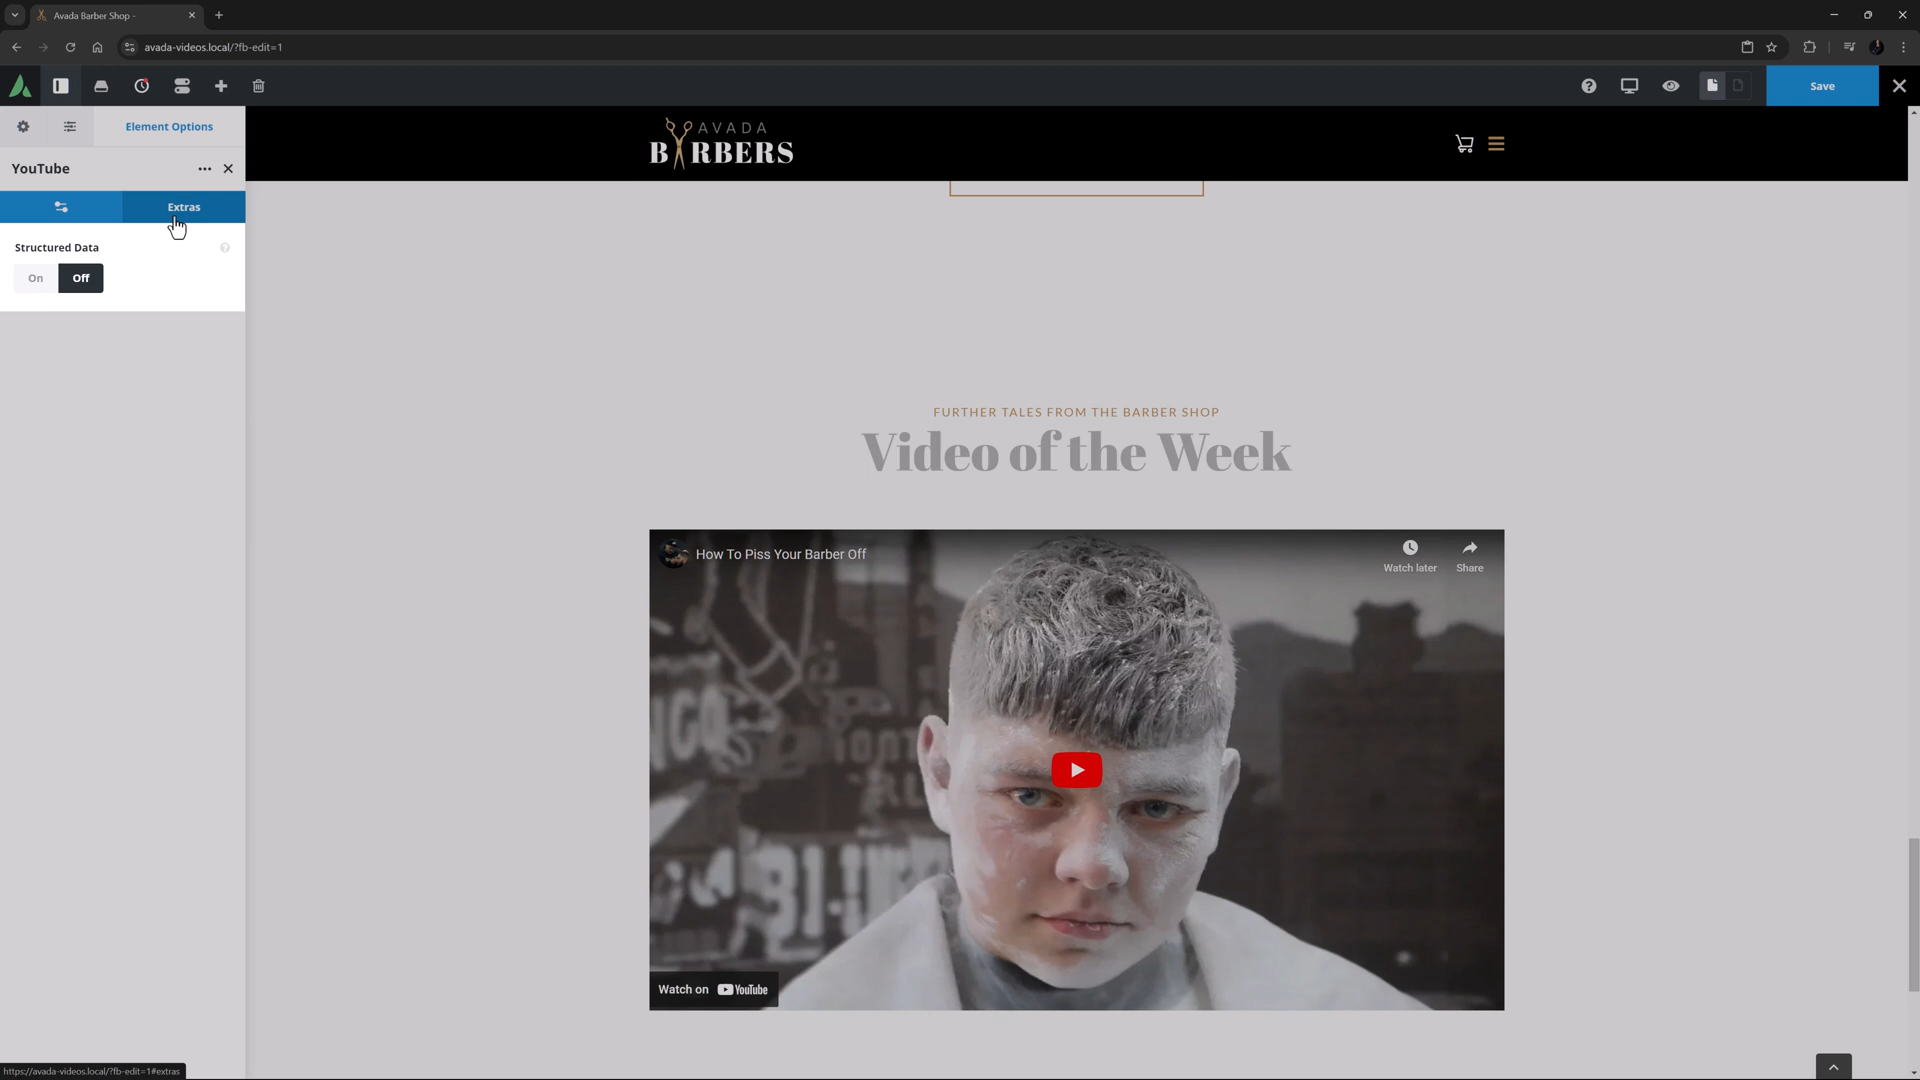 Avada Barber Shop -
avada-videos.local/?fb-edit=1
Save
Element Options
YouTube
Extras
Structured Data
On
Off
AVADA
BARBERS
FURTHER TALES FROM THE BARBER SHOP
Video of the Week
How To Piss Your Barber Off
Watch later
Share
Watch on YouTube
https://avada-videos.local/?fb-edit=1#extras